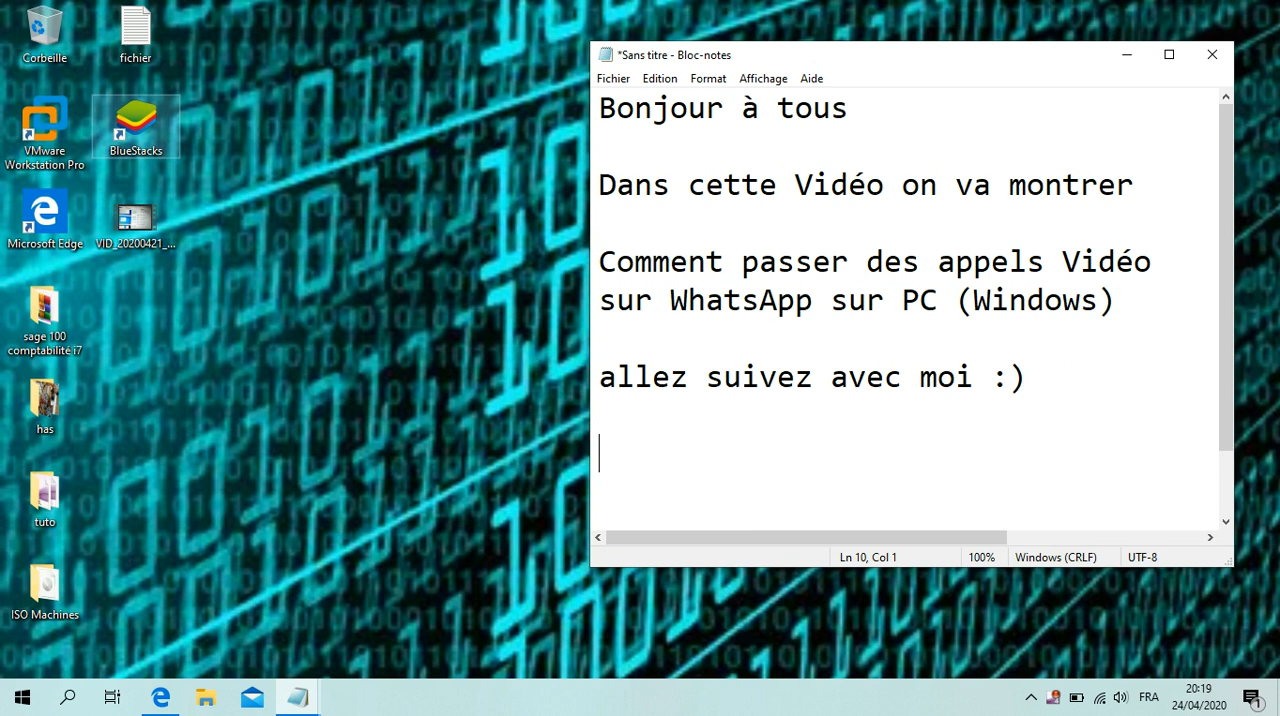 Corbeille
fichier
VMware
Workstation Pro
BlueStacks
Microsoft Edge
VID_20200421_...
sage 100
comptabilité i7
has
tuto
ISO Machines
*Sans titre - Bloc-notes
Fichier Edition Format Affichage Aide
Bonjour à tous
Dans cette Vidéo on va montrer
Comment passer des appels Vidéo
sur WhatsApp sur PC (Windows)
allez suivez avec moi :)
Ln 10, Col 1 100% Windows (CRLF) UTF-8
FRA
20:19
24/04/2020
1